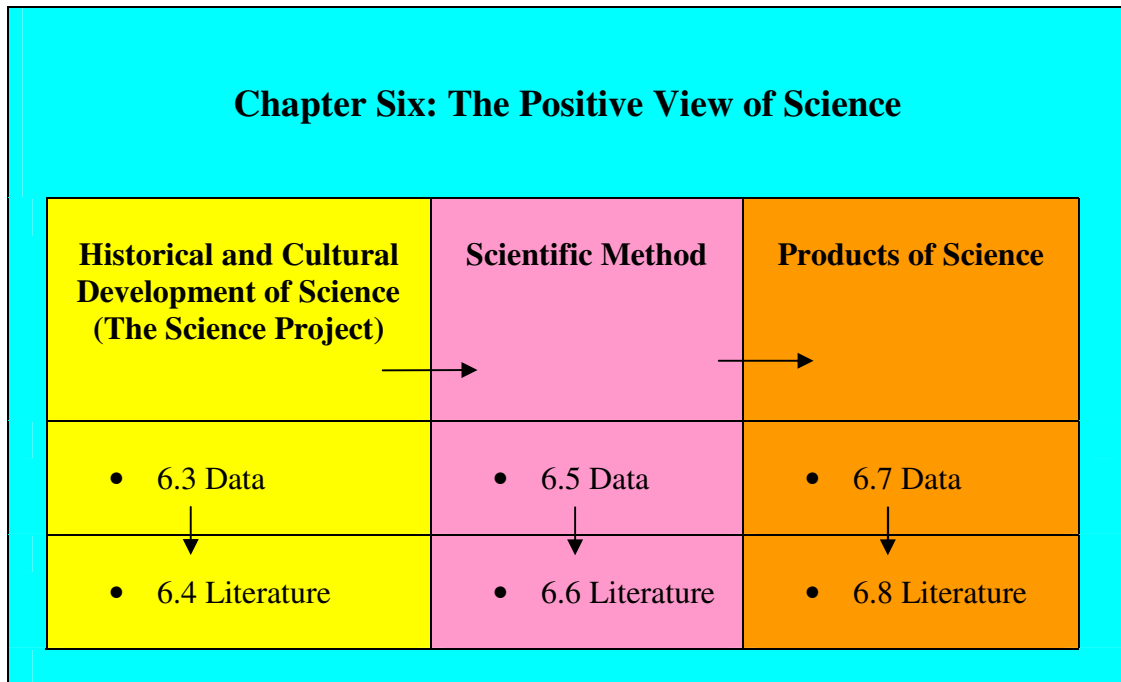 Chapter Six: The Positive View of Science
Historical and Cultural
Development of Science
(The Science Project)
Scientific Method
Products of Science
• 6.3 Data
• 6.5 Data
• 6.7 Data
• 6.4 Literature
• 6.6 Literature
• 6.8 Literature